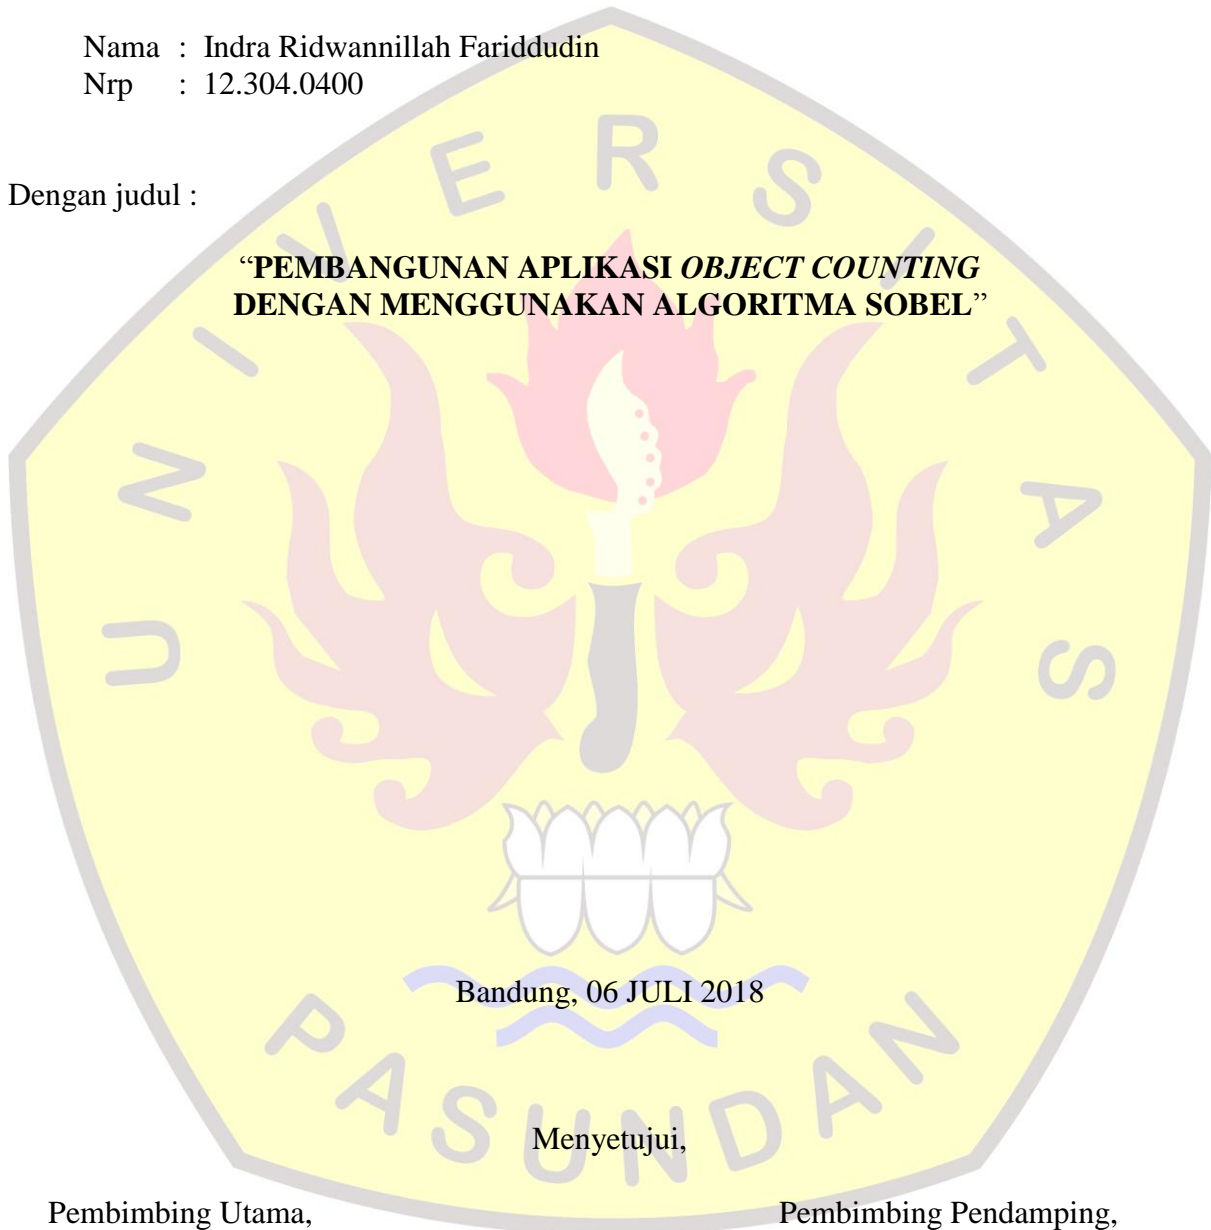 Nama : Indra Ridwannillah Fariddudin
Nrp : 12.304.0400
Dengan judul :
“PEMBANGUNAN APLIKASI OBJECT COUNTING
DENGAN MENGGUNAKAN ALGORITMA SOBEL”
Bandung, 06 JULI 2018
Menyetujui,
Pembimbing Utama, Pembimbing Pendamping,
UNIVERSITAS
PASUNDAN